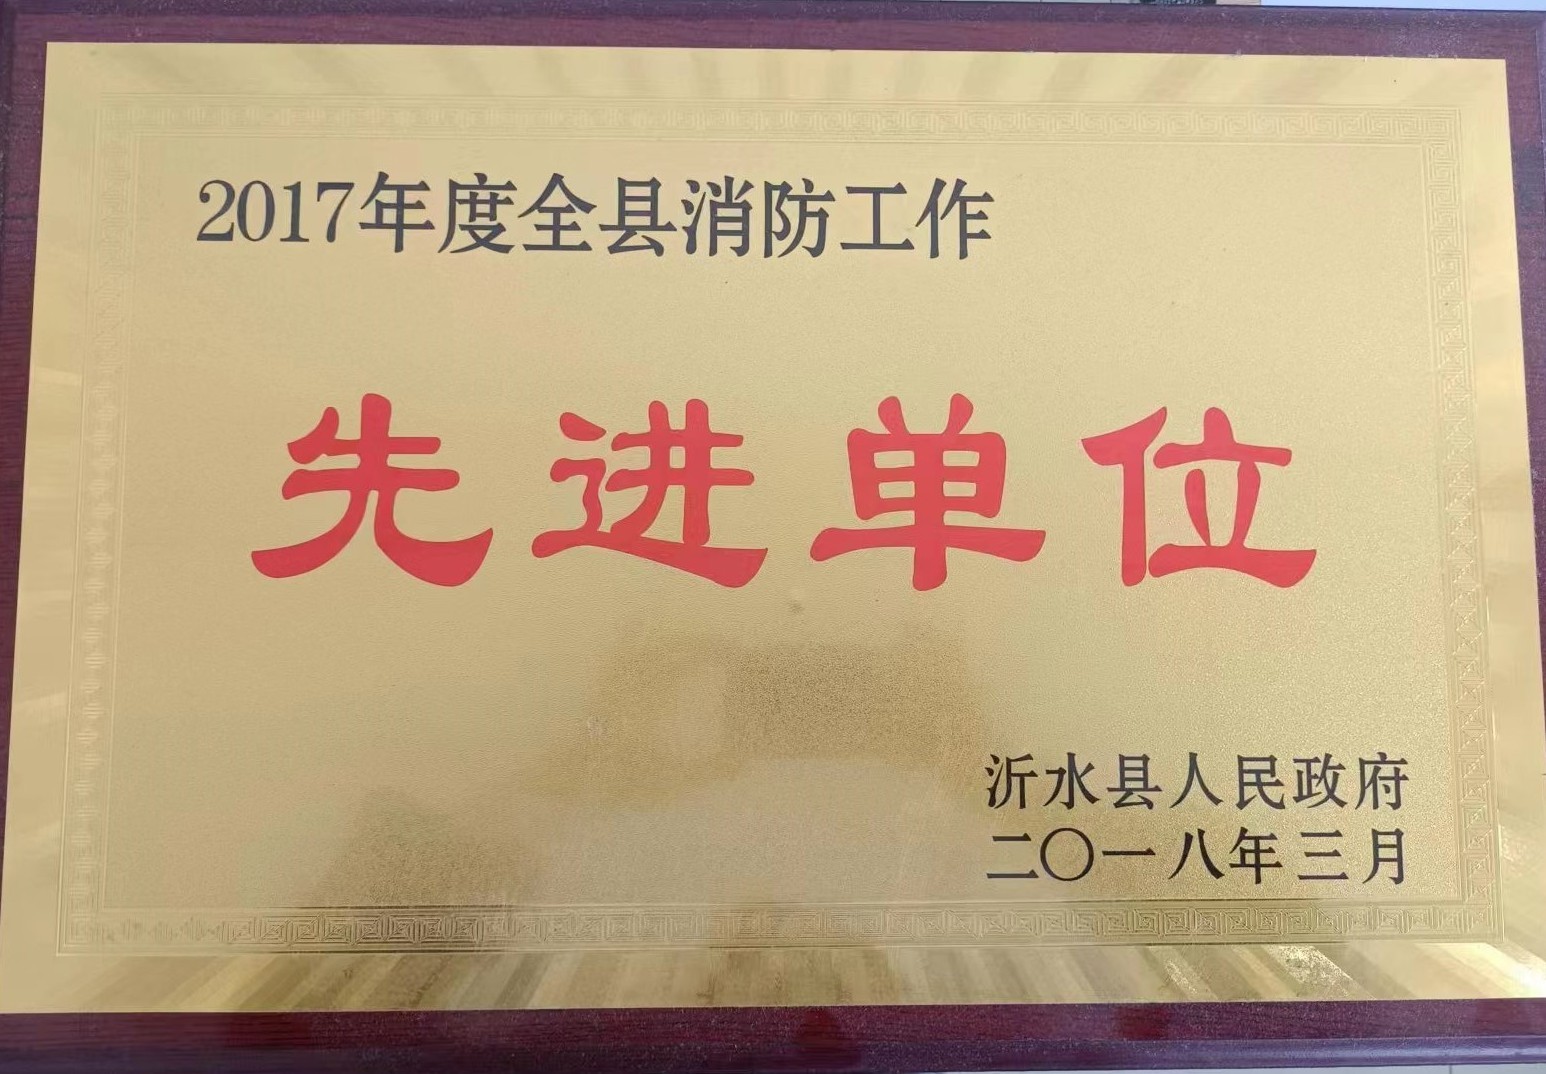 2017年度全县消防工作
先进单位
沂水县人民政府
二〇一八年三月